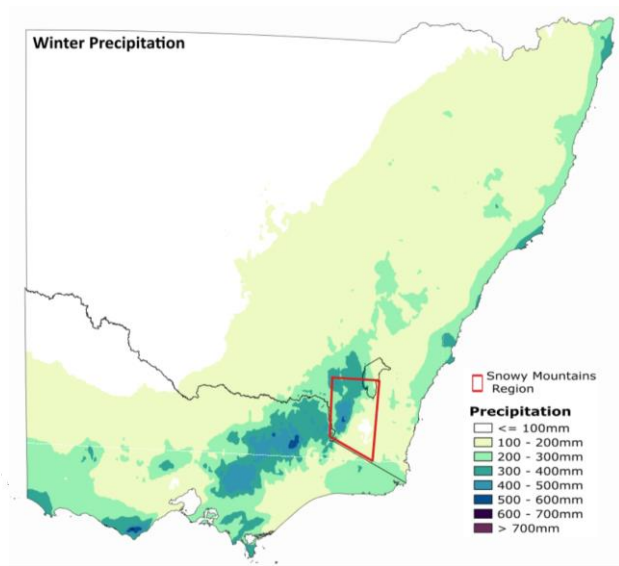 Winter Precipitation
Snowy Mountains
Region
Precipitation
<= 100mm
100 - 200mm
200 - 300mm
300 - 400mm
400 - 500mm
500 - 600mm
600 - 700mm
> 700mm